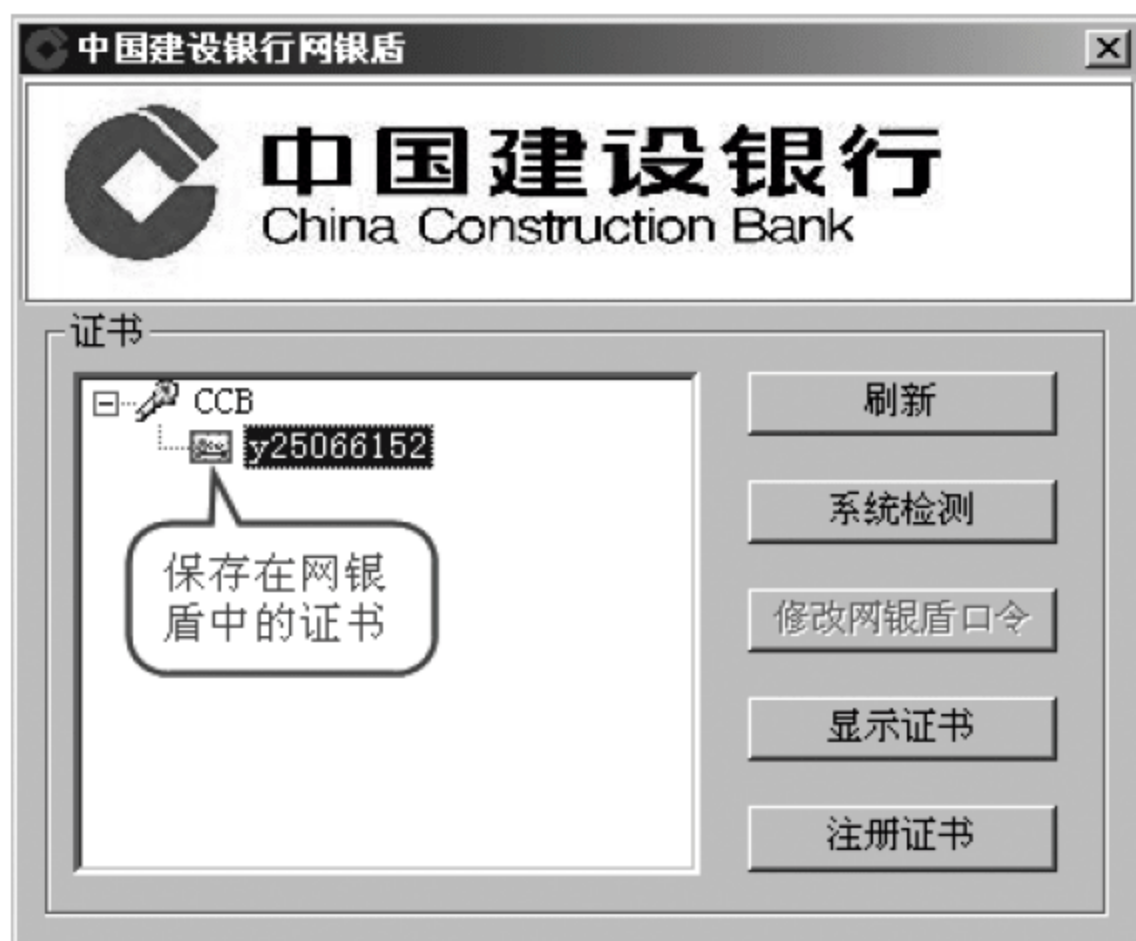 中国建设银行网银盾
中国建设银行
China Construction Bank
证书
CCB
y25066152
保存在网银
盾中的证书
刷新
系统检测
修改网银盾口令
显示证书
注册证书